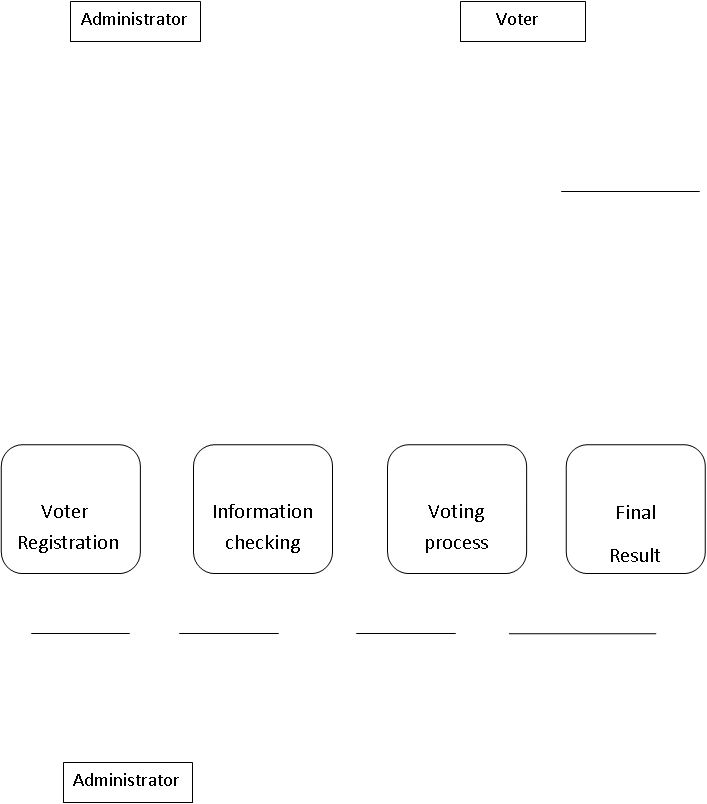 Administrator
Voter
Voter
Registration
Information
checking
Voting
process
Final
Result
Administrator